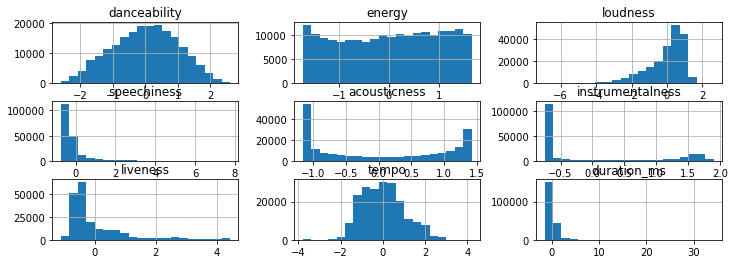 danceability energy loudness
20000 10000 40000
10000 5000 20000
0 0 0
−2 −1 0 1 2 −1 0 1 −6 −4 −2 0 2
speechiness acousticness instrumentalness
100000 40000 100000
50000 20000 50000
0 0 0
0 2 4 6 8 −1.0 −0.5 0.0 0.5 1.0 1.5 −0.5 0.0 0.5 1.0 1.5 2.0
liveness tempo duration_ms
50000 20000 100000
25000
0 0 0
0 2 4 −4 −2 0 2 4 0 10 20 30